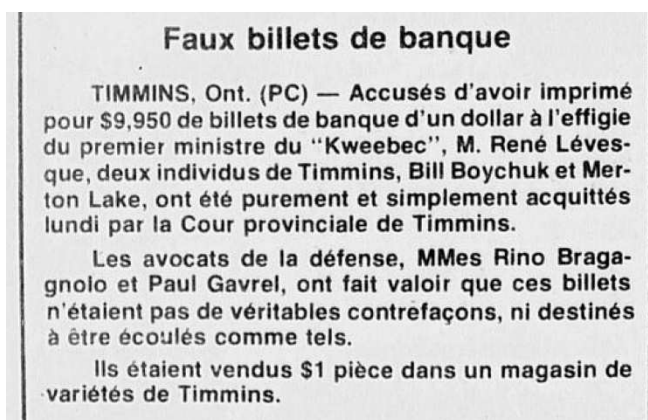 Faux billets de banque
TIMMINS, Ont. (PC) — Accusés d'avoir imprimé
pour $9,950 de billets de banque d'un dollar à l'effigie
du premier ministre du "Kweebec", M. René Léves-
que, deux individus de Timmins, Bill Boychuk et Mer-
ton Lake, ont été purement et simplement acquittés
lundi par la Cour provinciale de Timmins.
Les avocats de la défense, MMes Rino Braga-
gnolo et Paul Gavrel, ont fait valoir que ces billets
n'étaient pas de véritables contrefaçons, ni destinés
à être écoulés comme tels.
Ils étaient vendus $1 pièce dans un magasin de
variétés de Timmins.